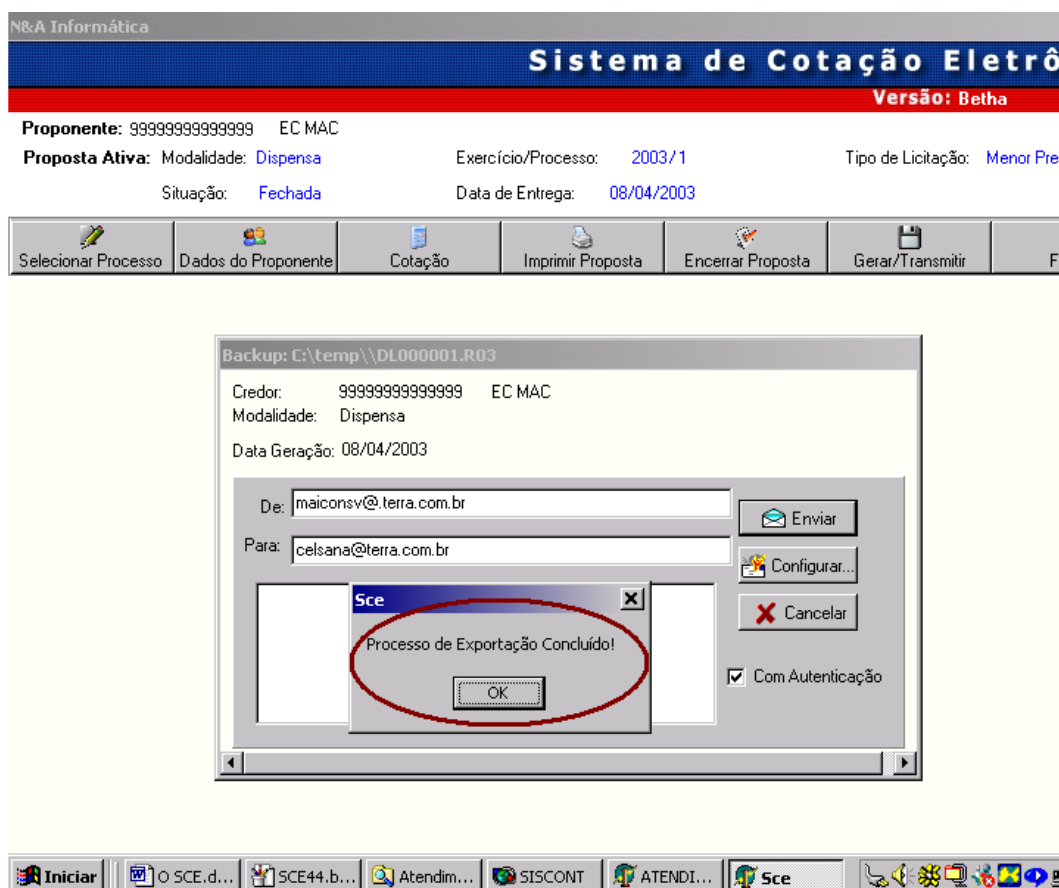 N&A Informática
Sistema de Cotação Eletrô
Versão: Betha
Proponente: 99999999999999 EC MAC
Proposta Ativa: Modalidade: Dispensa Exercício/Processo: 2003/1 Tipo de Licitação: Menor Pre
Situação: Fechada Data de Entrega: 08/04/2003
Selecionar Processo Dados do Proponente Cotação Imprimir Proposta Encerrar Proposta Gerar/Transmitir F
Backup: C:\temp\\DL000001.R03
Credor: 99999999999999 EC MAC
Modalidade: Dispensa
Data Geração: 08/04/2003
De: maiconsv@.terra.com.br
Enviar
Para: celsana@terra.com.br
Configurar...
Sce
Cancelar
Processo de Exportação Concluído!
Com Autenticação
OK
Iniciar O SCE.d... SCE44.b... Atendim... SISCONT ATENDI... Sce